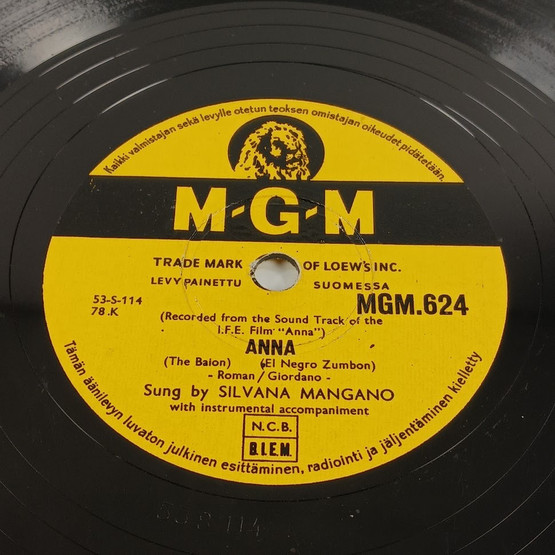 Kaikki valmistajan sekä levylle otetun teoksen omistajan oikeudet pidätetään.
M-G-M
TRADE MARK OF LOEW'S INC.
LEVY PAINETTU SUOMESSA
53-S-114
78.K
MGM.624
(Recorded from the Sound Track of the
I.F.E. Film "Anna")
ANNA
(The Baion) (El Negro Zumbon)
- Roman/Giordano -
Sung by SILVANA MANGANO
with instrumental accompaniment
N.C.B.
B.I.E.M.
Tämän äänilevyn luvaton julkinen esittäminen, radiointi ja jäljentäminen kielletty